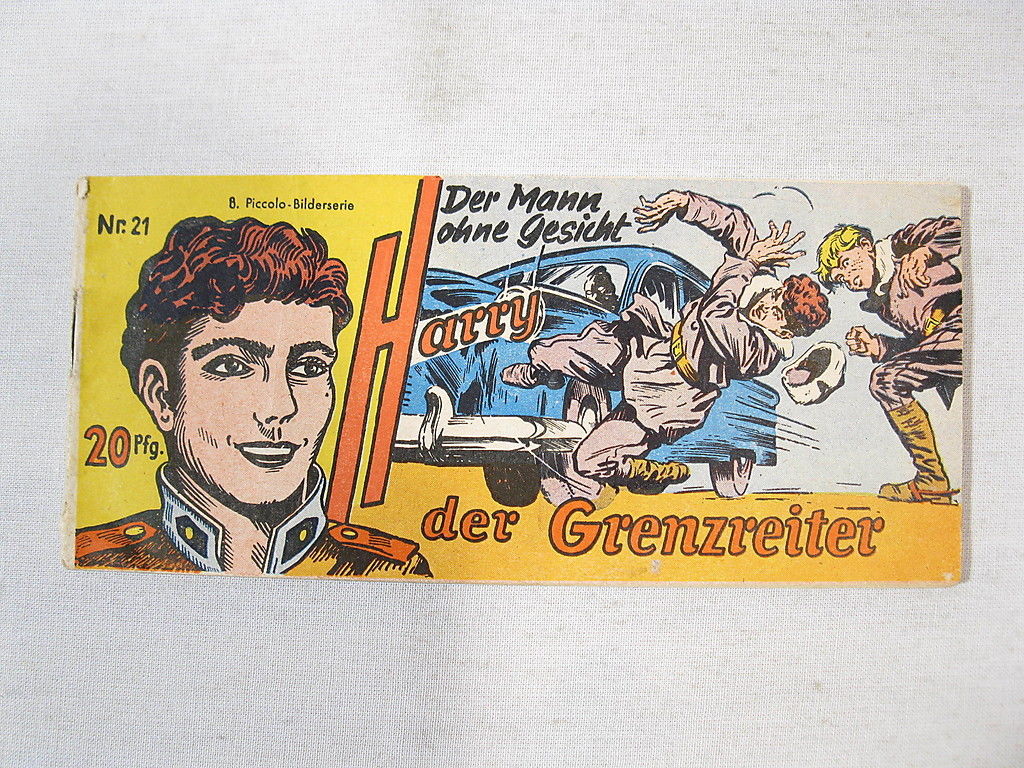 8. Piccolo-Bilderserie
Nr. 21
20 Pfg.
Der Mann
ohne Gesicht
Harry
der Grenzreiter